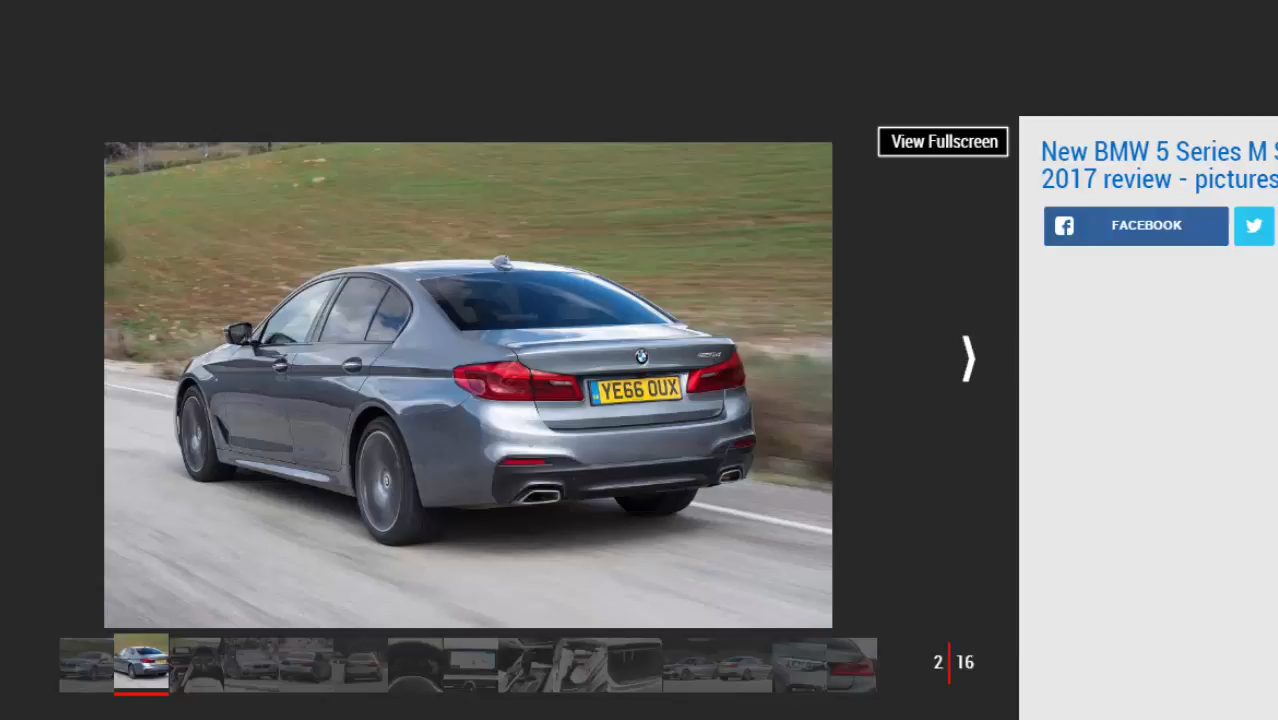 View Fullscreen
New BMW 5 Series M S
2017 review - pictures
FACEBOOK
YE66 OUX
2 16